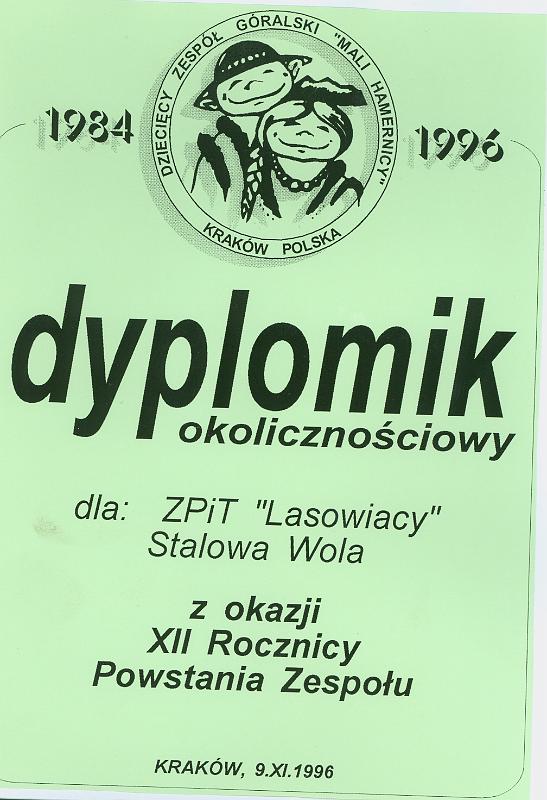 DZIECIĘCY ZESPÓŁ GÓRALSKI "MALI HAMERNICY"
KRAKÓW POLSKA
1984
1996
dyplomik
okolicznościowy
dla: ZPiT "Lasowiacy"
Stalowa Wola
z okazji
XII Rocznicy
Powstania Zespołu
KRAKÓW, 9.XI.1996